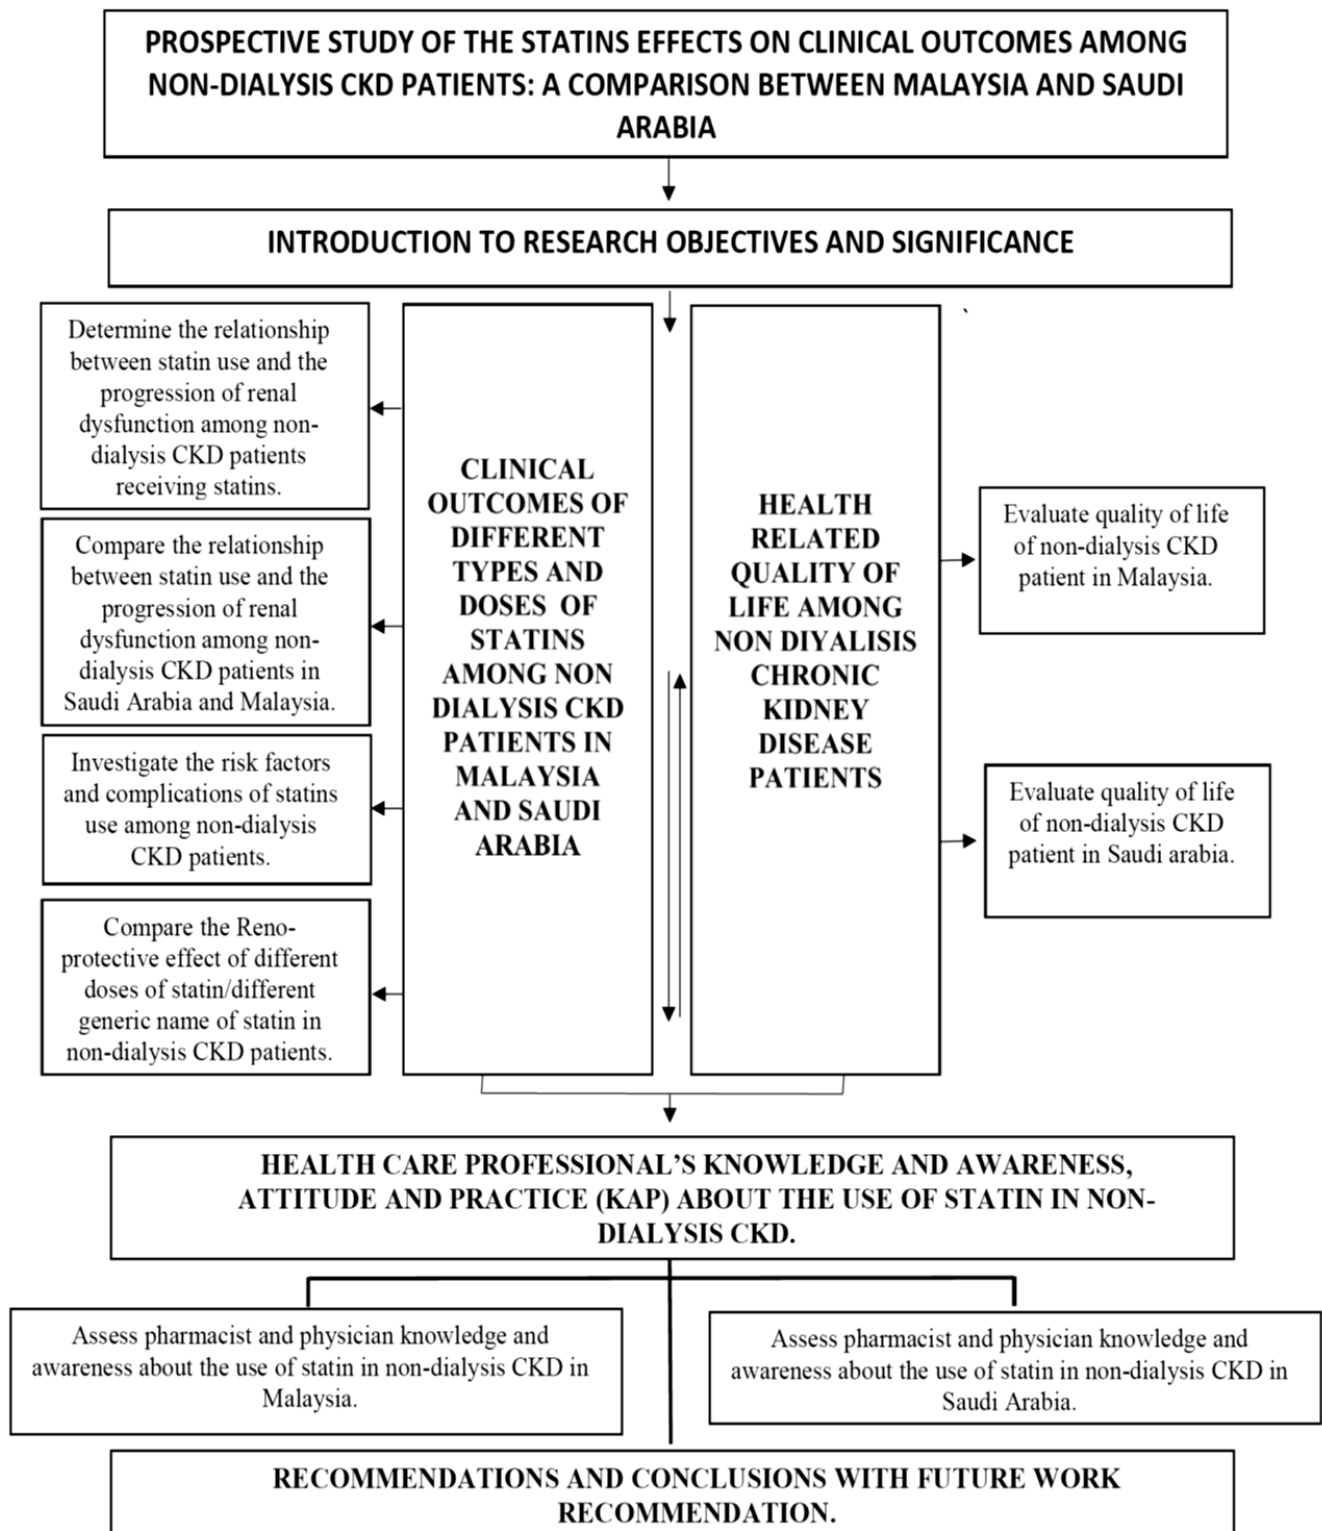 PROSPECTIVE STUDY OF THE STATINS EFFECTS ON CLINICAL OUTCOMES AMONG
NON-DIALYSIS CKD PATIENTS: A COMPARISON BETWEEN MALAYSIA AND SAUDI
ARABIA
INTRODUCTION TO RESEARCH OBJECTIVES AND SIGNIFICANCE
Determine the relationship
between statin use and the
progression of renal
dysfunction among non-
dialysis CKD patients
receiving statins.
Compare the relationship
between statin use and the
progression of renal
dysfunction among non-
dialysis CKD patients in
Saudi Arabia and Malaysia.
Investigate the risk factors
and complications of statins
use among non-dialysis
CKD patients.
Compare the Reno-
protective effect of different
doses of statin/different
generic name of statin in
non-dialysis CKD patients.
CLINICAL
OUTCOMES OF
DIFFERENT
TYPES AND
DOSES OF
STATINS
AMONG NON
DIALYSIS CKD
PATIENTS IN
MALAYSIA
AND SAUDI
ARABIA
HEALTH
RELATED
QUALITY OF
LIFE AMONG
NON DIYALISIS
CHRONIC
KIDNEY
DISEASE
PATIENTS
Evaluate quality of life
of non-dialysis CKD
patient in Malaysia.
Evaluate quality of life
of non-dialysis CKD
patient in Saudi arabia.
HEALTH CARE PROFESSIONAL’S KNOWLEDGE AND AWARENESS,
ATTITUDE AND PRACTICE (KAP) ABOUT THE USE OF STATIN IN NON-
DIALYSIS CKD.
Assess pharmacist and physician knowledge and
awareness about the use of statin in non-dialysis CKD in
Malaysia.
Assess pharmacist and physician knowledge and
awareness about the use of statin in non-dialysis CKD in
Saudi Arabia.
RECOMMENDATIONS AND CONCLUSIONS WITH FUTURE WORK
RECOMMENDATION.